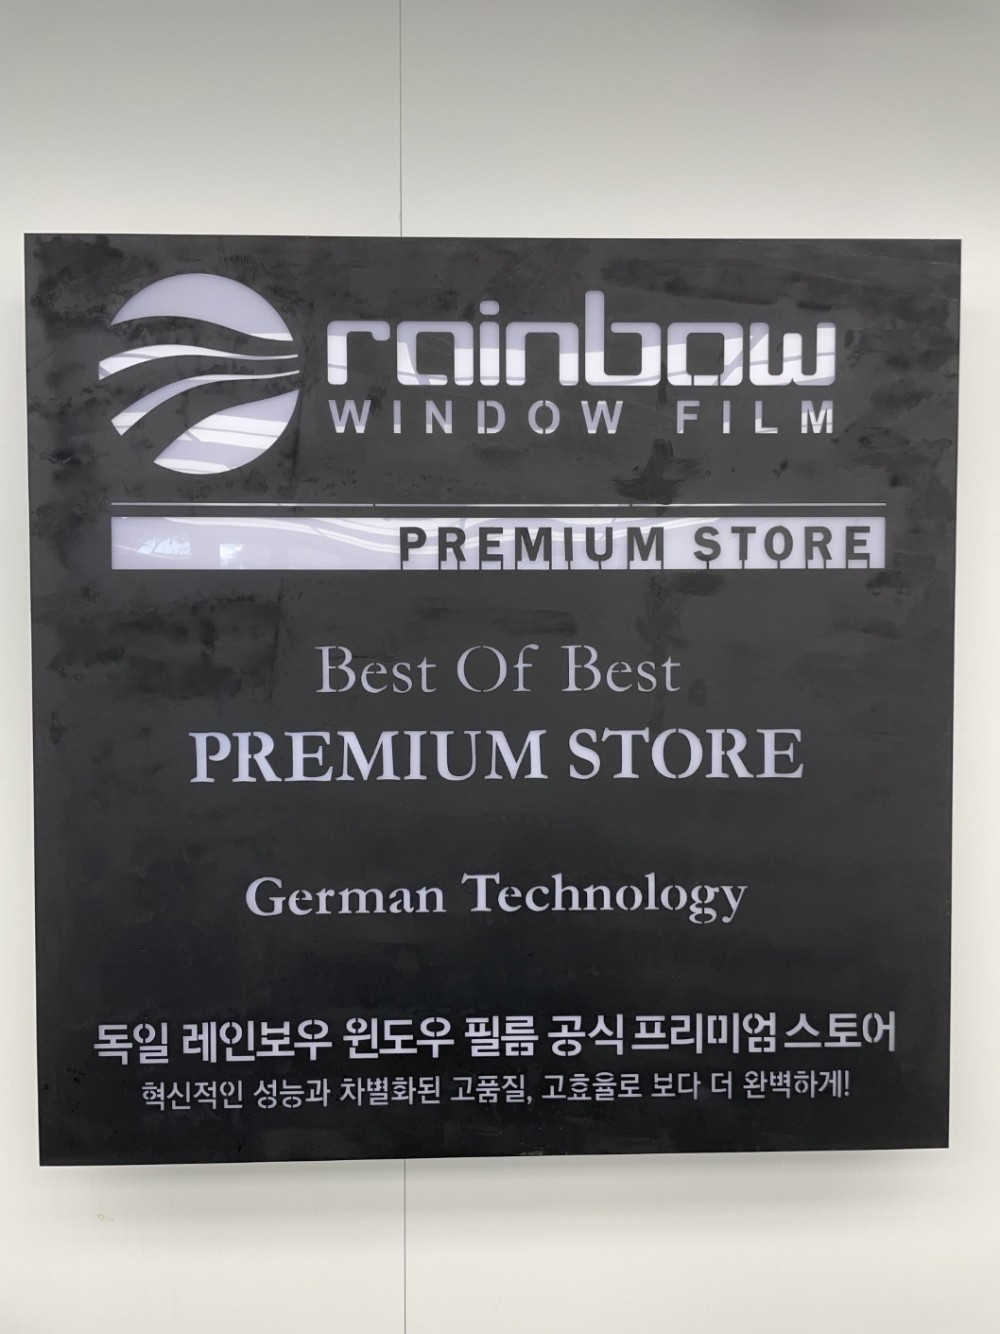 rainbow
WINDOW FILM
PREMIUM STORE
Best Of Best
PREMIUM STORE
German Technology
독일 레인보우 윈도우 필름 공식 프리미엄 스토어
혁신적인 성능과 차별화된 고품질, 고효율로 보다 더 완벽하게!